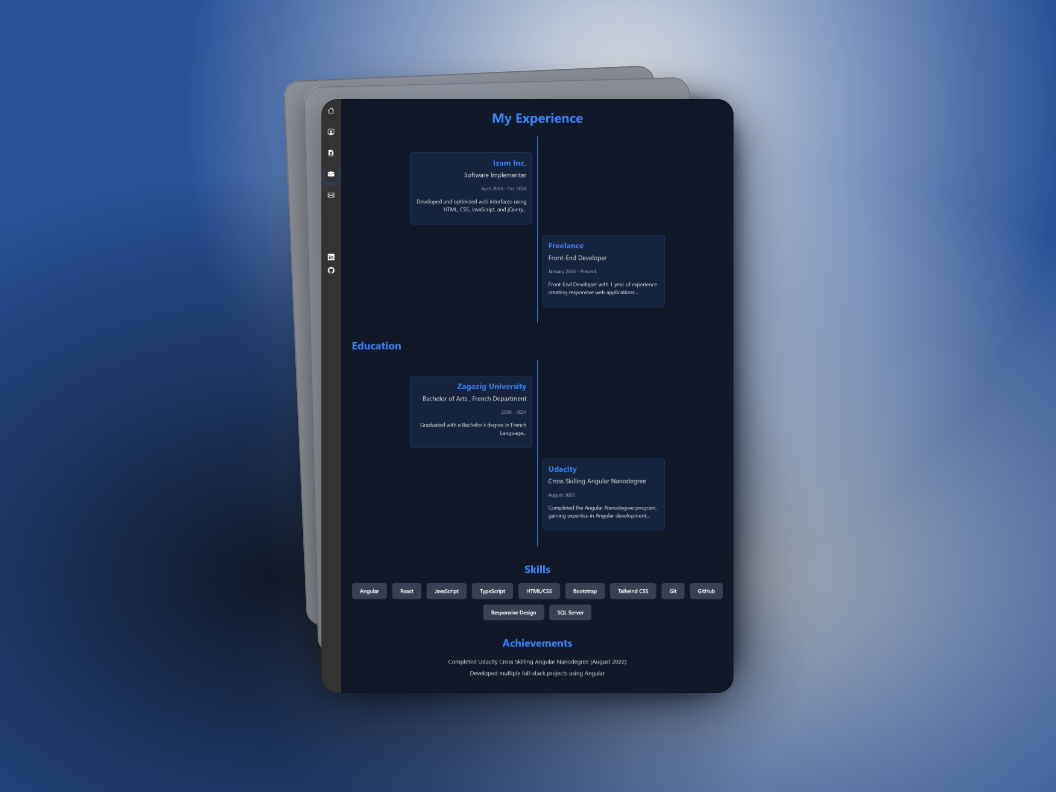 My Experience
Izam Inc.
Software Implementer
April 2024 - Oct 2024
Developed and optimized web interfaces using
HTML, CSS, JavaScript, and jQuery...
Freelance
Front-End Developer
January 2024 - Present
Front-End Developer with 1 year of experience
creating responsive web applications...
Education
Zagazig University
Bachelor of Arts , French Department
2020 - 2024
Graduated with a Bachelor's degree in French
Language...
Udacity
Cross Skilling Angular Nanodegree
August 2022
Completed the Angular Nanodegree program,
gaining expertise in Angular development...
Skills
Angular React JavaScript TypeScript HTML/CSS Bootstrap Tailwind CSS Git GitHub
Responsive Design SQL Server
Achievements
Completed Udacity Cross Skilling Angular Nanodegree (August 2022)
Developed multiple full-stack projects using Angular